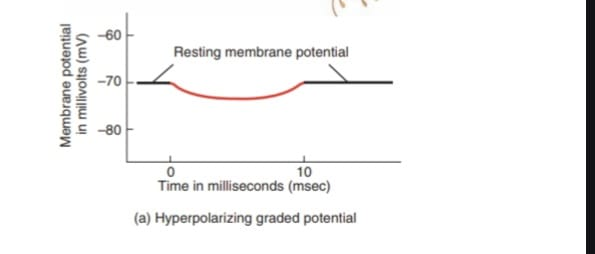 Membrane potential
in millivolts (mV)
–60
Resting membrane potential
–70
–80
0 10
Time in milliseconds (msec)
(a) Hyperpolarizing graded potential